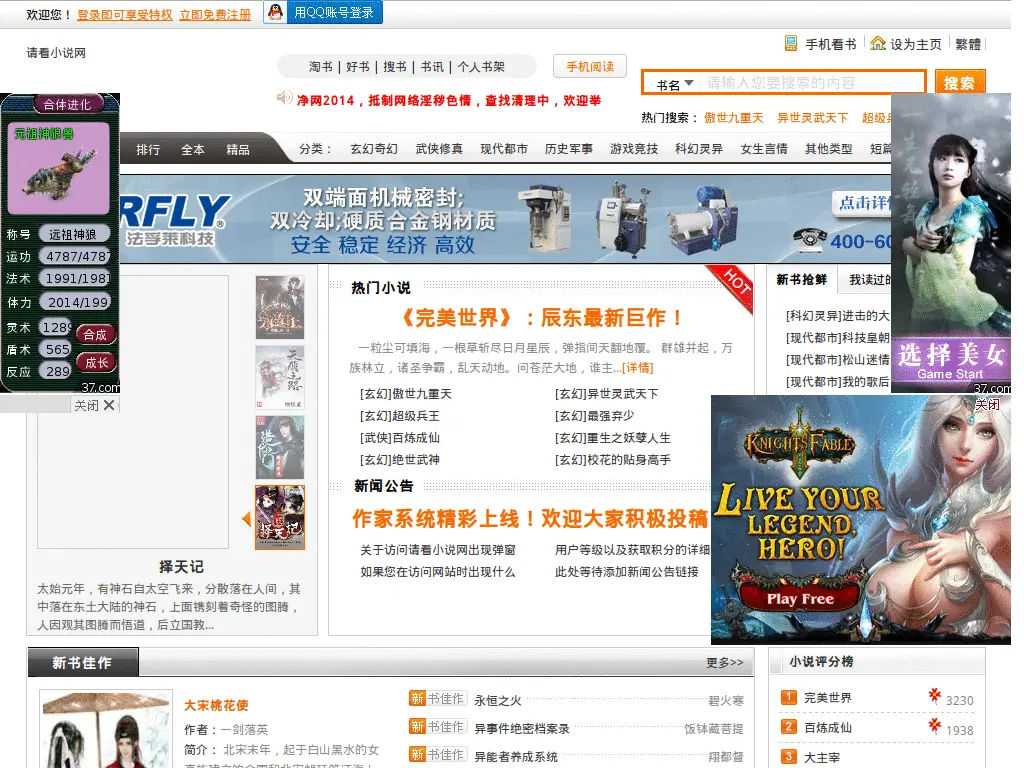 欢迎您！ 登录即可享受特权 立即免费注册 用QQ账号登录
手机看书 设为主页 繁體
请看小说网
淘书 | 好书 | 搜书 | 书讯 | 个人书架
手机阅读
书名 请输入您要搜索的内容 搜索
净网2014，抵制网络淫秽色情，查找清理中，欢迎举
热门搜索： 傲世九重天 异世灵武天下
排行 全本 精品 分类： 玄幻奇幻 武侠修真 现代都市 历史军事 游戏竞技 科幻灵异 女生言情 其他类型 短篇
合体进化
元祖神狼兽
称号 远祖神狼
运功 4787/487
法术 1991/198
体力 2014/199
灵术 1289
盾术 565
反应 289
合成
成长
37.com
关闭
RFLY
法孚莱科技
双端面机械密封;
双冷却;硬质合金钢材质
安全 稳定 经济 高效
点击详情
400-60
选择美女
Game Start
37.com
关闭
择天记
太始元年，有神石自太空飞来，分散落在人间，其
中落在东土大陆的神石，上面镌刻着奇怪的图腾，
人因观其图腾而悟道，后立国教...
热门小说
HOT
《完美世界》：辰东最新巨作！
一粒尘可填海，一根草斩尽日月星辰，弹指间天翻地覆。 群雄并起，万
族林立，诸圣争霸，乱天动地。问苍茫大地，谁主...[详情]
[玄幻]傲世九重天 [玄幻]异世灵武天下
[玄幻]超级兵王 [玄幻]最强弃少
[武侠]百炼成仙 [玄幻]重生之妖孽人生
[玄幻]绝世武神 [玄幻]校花的贴身高手
新闻公告
作家系统精彩上线！欢迎大家积极投稿
关于访问请看小说网出现弹窗 用户等级以及获取积分的详细
如果您在访问网站时出现什么 此处等待添加新闻公告链接
新书抢鲜 我读过的
[科幻灵异]进击的大
[现代都市]科技皇朝
[现代都市]松山迷情
[现代都市]我的歌后
KNIGHTS FABLE
LIVE YOUR
LEGEND,
HERO!
Play Free
新书佳作 更多>>
大宋桃花使
作者：一剑落英
简介： 北宋末年，起于白山黑水的女
新 书佳作 永恒之火 碧火寒
新 书佳作 异事件绝密档案录 饭钵藏菩提
新 书佳作 异能者养成系统 翔都督
小说评分榜
1 完美世界 3230
2 百炼成仙 1938
3 大主宰